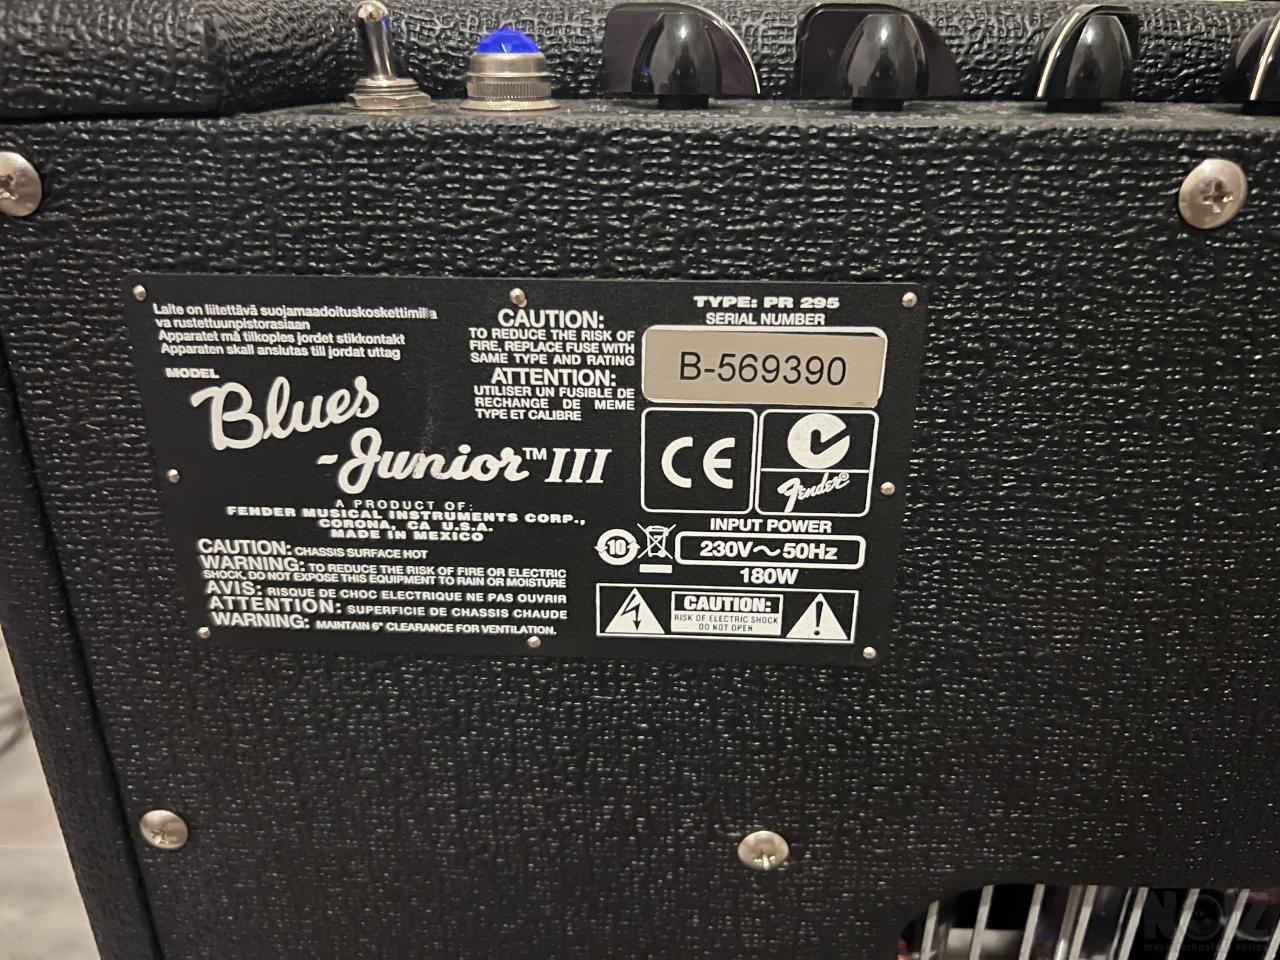 Laite on liitettävä suojamaadoituskoskettimilla
va rustettuunpistorasiaan
Apparatet må tilkoples jordet stikkontakt
Apparaten skall anslutas till jordat uttag
MODEL
Blues
Junior™ III
A PRODUCT OF:
FENDER MUSICAL INSTRUMENTS CORP.,
CORONA, CA U.S.A.
MADE IN MEXICO
CAUTION: CHASSIS SURFACE HOT
WARNING: TO REDUCE THE RISK OF FIRE OR ELECTRIC
SHOCK, DO NOT EXPOSE THIS EQUIPMENT TO RAIN OR MOISTURE
AVIS: RISQUE DE CHOC ELECTRIQUE NE PAS OUVRIR
ATTENTION: SUPERFICIE DE CHASSIS CHAUDE
WARNING: MAINTAIN 6" CLEARANCE FOR VENTILATION.
CAUTION:
TO REDUCE THE RISK OF
FIRE, REPLACE FUSE WITH
SAME TYPE AND RATING
ATTENTION:
UTILISER UN FUSIBLE DE
RECHANGE DE MEME
TYPE ET CALIBRE
TYPE: PR 295
SERIAL NUMBER
B-569390
CE
Fender®
INPUT POWER
10
230V~50Hz
180W
CAUTION:
RISK OF ELECTRIC SHOCK
DO NOT OPEN
NOIZ
music technology online